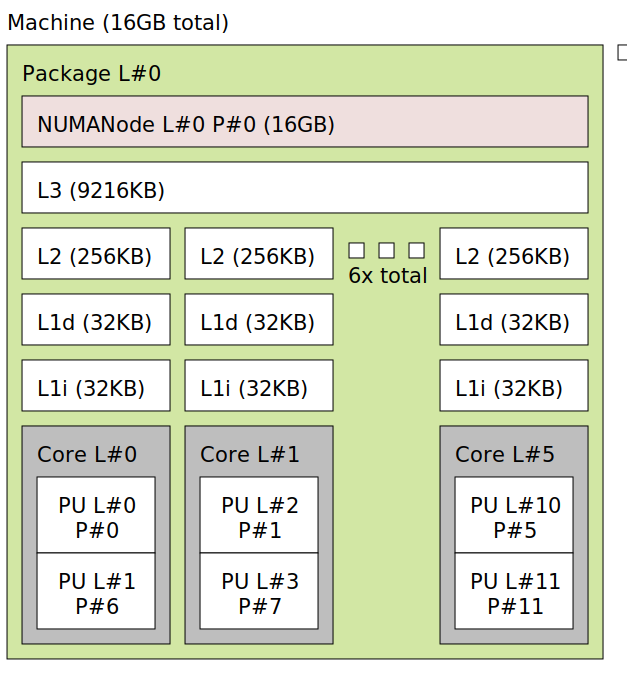 Machine (16GB total)
Package L#0
NUMANode L#0 P#0 (16GB)
L3 (9216KB)
L2 (256KB)
L2 (256KB)
6x total
L2 (256KB)
L1d (32KB)
L1d (32KB)
L1d (32KB)
L1i (32KB)
L1i (32KB)
L1i (32KB)
Core L#0
PU L#0
P#0
PU L#1
P#6
Core L#1
PU L#2
P#1
PU L#3
P#7
Core L#5
PU L#10
P#5
PU L#11
P#11